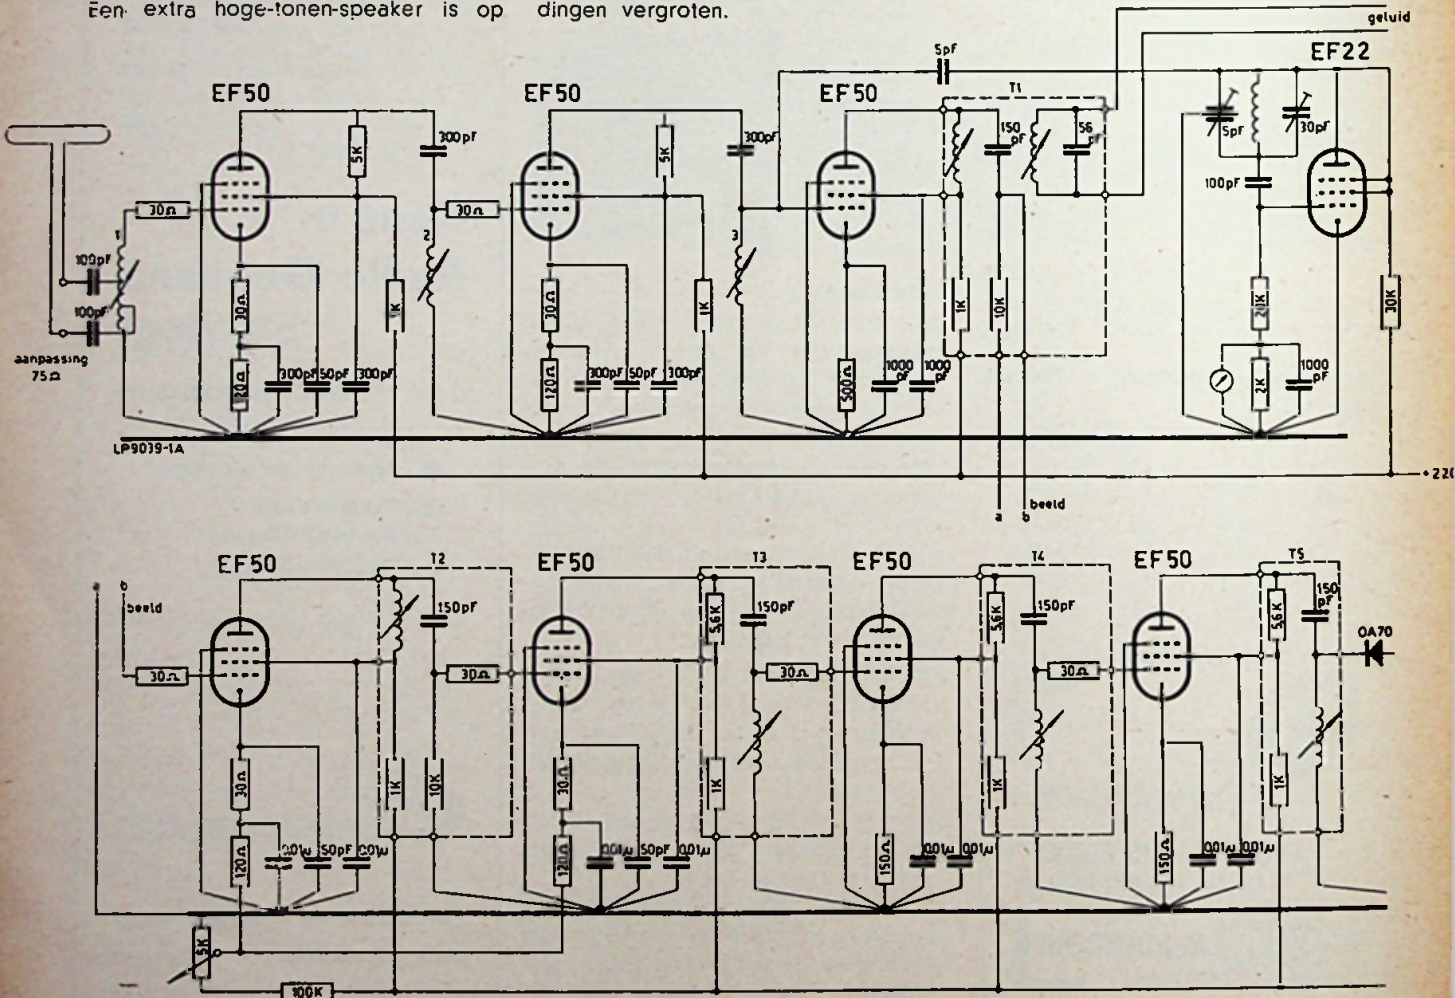 Een extra hoge-tonen-speaker is op dingen vergroten.
geluid
5pF
EF22
EF50
EF50
EF50
T1
5K
300pF
5K
300pF
150 pF
56 pF
5pF
30pF
100pF
30Ω
30Ω
1
2
3
100pF
100pF
30Ω
1K
30Ω
1K
1K
10K
20K
30K
aanpassing
75Ω
300pF
50pF
300pF
120Ω
300pF
50pF
300pF
500Ω
1000 pF
1000 pF
2K
1000 pF
LP9039-1A
+220
a
b
beeld
EF50
T2
EF50
T3
EF50
T4
EF50
T5
a
b
beeld
150pF
5,6K
150pF
5,6K
150pF
5,6K
150 pF
OA70
30Ω
30Ω
30Ω
30Ω
30Ω
1K
10K
30Ω
1K
1K
1K
120Ω
0,01μ
50pF
0,01μ
120Ω
0,01μ
50pF
0,01μ
150Ω
0,01μ
0,01μ
150Ω
0,01μ
0,01μ
5K
100K